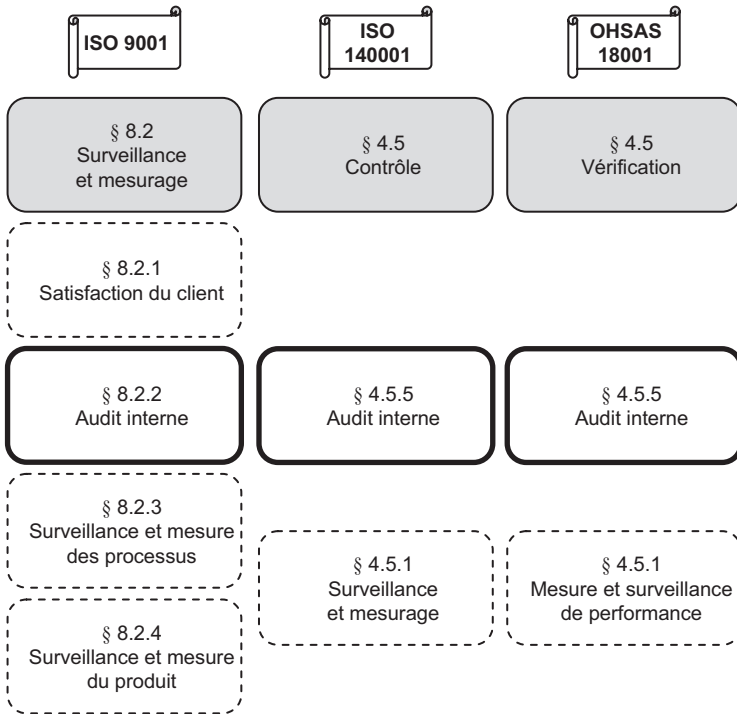 ISO 9001
ISO
140001
OHSAS
18001
§ 8.2
Surveillance
et mesurage
§ 4.5
Contrôle
§ 4.5
Vérification
§ 8.2.1
Satisfaction du client
§ 8.2.2
Audit interne
§ 4.5.5
Audit interne
§ 4.5.5
Audit interne
§ 8.2.3
Surveillance et mesure
des processus
§ 4.5.1
Surveillance
et mesurage
§ 4.5.1
Mesure et surveillance
de performance
§ 8.2.4
Surveillance et mesure
du produit